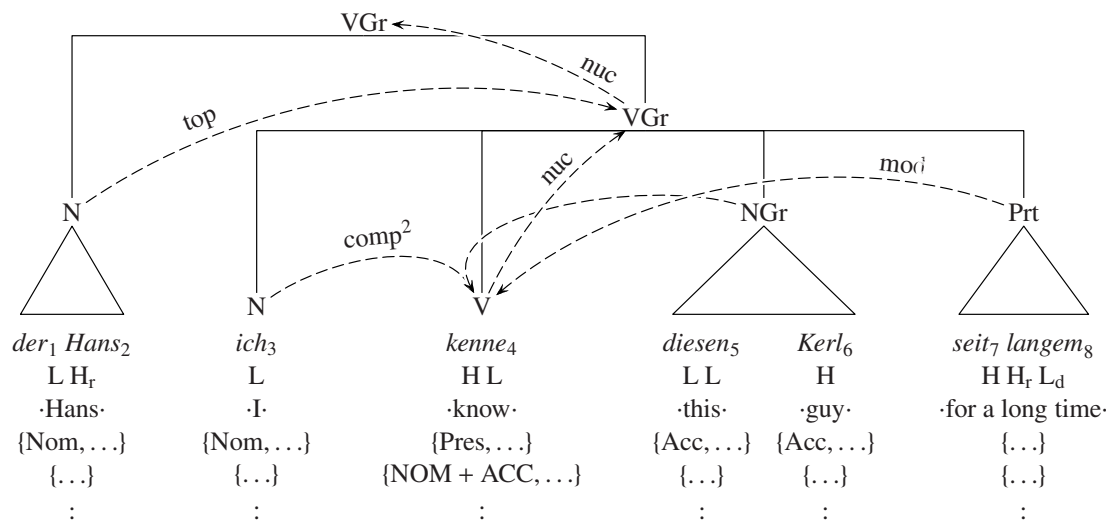 VGr
nuc
top
VGr
nuc
mod
N
NGr
Prt
comp²
N
V
der₁ Hans₂ ich₃ kenne₄ diesen₅ Kerl₆ seit₇ langem₈
L Hᵣ L H L L L H H Hᵣ L_d
·Hans· ·I· ·know· ·this· ·guy· ·for a long time·
{Nom, …} {Nom, …} {Pres, …} {Acc, …} {Acc, …} {…}
{…} {…} {NOM + ACC, …} {…} {…} {…}
: : : : : :